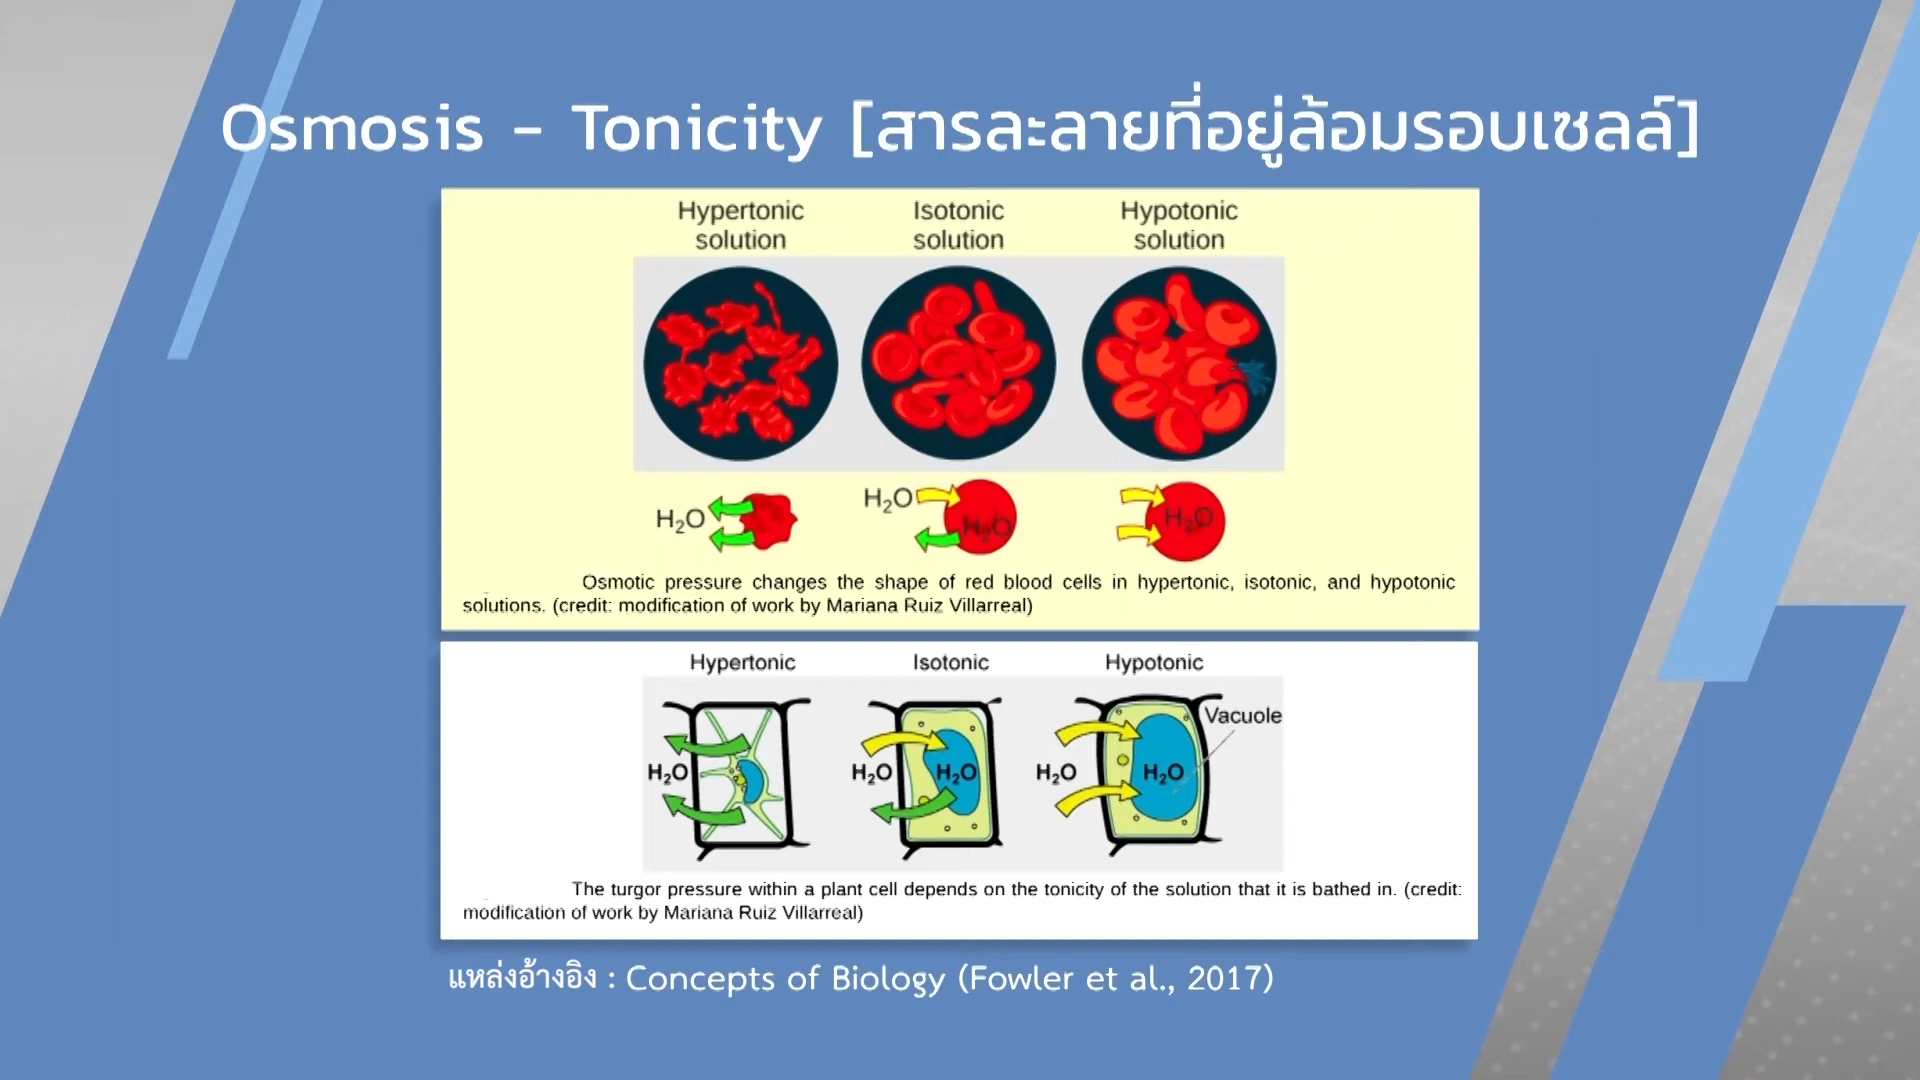 Osmosis – Tonicity [สารละลายที่อยู่ล้อมรอบเซลล์]
Hypertonic solution
Isotonic solution
Hypotonic solution
H₂O
H₂O
H₂O
H₂O
Osmotic pressure changes the shape of red blood cells in hypertonic, isotonic, and hypotonic
solutions. (credit: modification of work by Mariana Ruiz Villarreal)
Hypertonic
Isotonic
Hypotonic
Vacuole
H₂O
H₂O
H₂O
H₂O
H₂O
The turgor pressure within a plant cell depends on the tonicity of the solution that it is bathed in. (credit:
modification of work by Mariana Ruiz Villarreal)
แหล่งอ้างอิง : Concepts of Biology (Fowler et al., 2017)